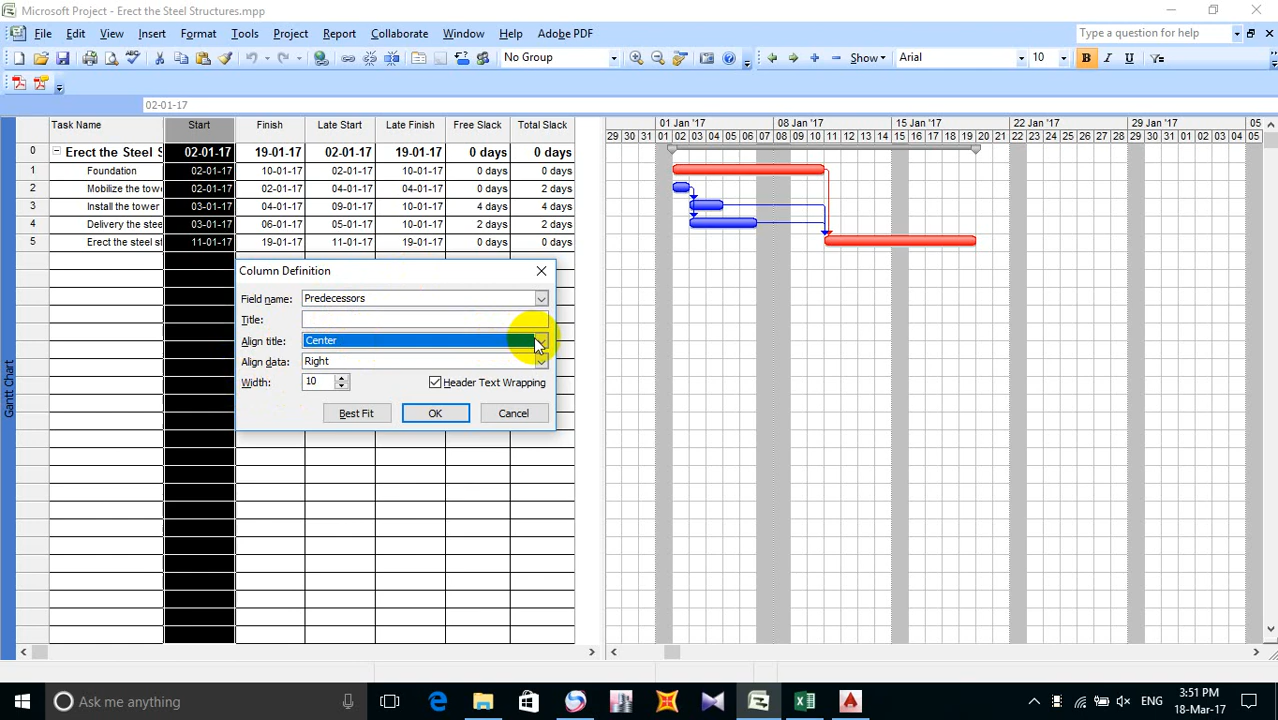 Microsoft Project - Erect the Steel Structures.mpp
File Edit View Insert Format Tools Project Report Collaborate Window Help Adobe PDF
Type a question for help
No Group
Show
Arial
10
B I U
02-01-17
Task Name Start Finish Late Start Late Finish Free Slack Total Slack
01 Jan '17 08 Jan '17 15 Jan '17 22 Jan '17 29 Jan '17 05
29 30 31 01 02 03 04 05 06 07 08 09 10 11 12 13 14 15 16 17 18 19 20 21 22 23 24 25 26 27 28 29 30 31 01 02 03 04 05
0 Erect the Steel S 02-01-17 19-01-17 02-01-17 19-01-17 0 days 0 days
1 Foundation 02-01-17 10-01-17 02-01-17 10-01-17 0 days 0 days
2 Mobilize the towe 02-01-17 02-01-17 04-01-17 04-01-17 0 days 2 days
3 Install the tower 03-01-17 04-01-17 09-01-17 10-01-17 4 days 4 days
4 Delivery the stee 03-01-17 06-01-17 05-01-17 10-01-17 2 days 2 days
5 Erect the steel st 11-01-17 19-01-17 11-01-17 19-01-17 0 days 0 days
Column Definition
Field name: Predecessors
Title:
Align title: Center
Align data: Right
Width: 10 Header Text Wrapping
Best Fit OK Cancel
Gantt Chart
Ask me anything
ENG
3:51 PM
18-Mar-17